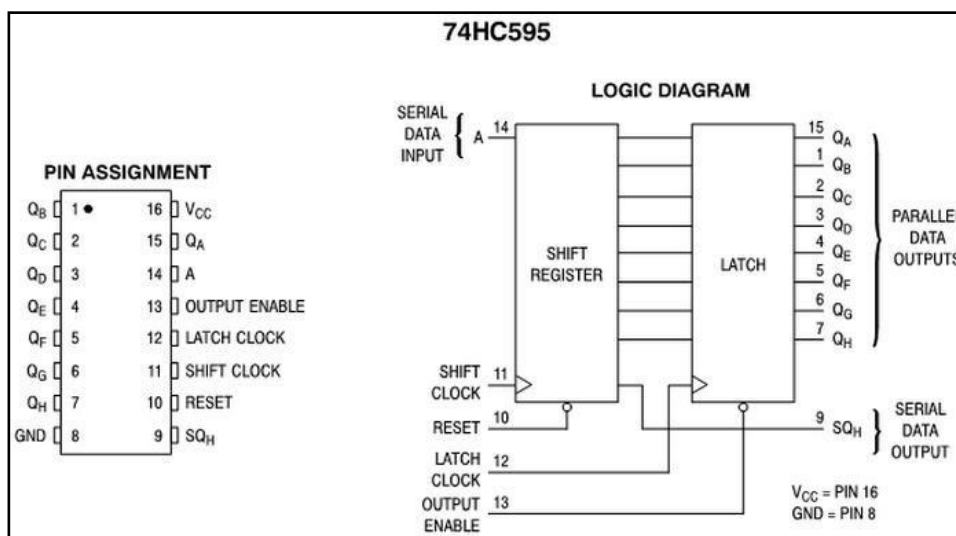 74HC595
PIN ASSIGNMENT
QB 1 16 VCC
QC 2 15 QA
QD 3 14 A
QE 4 13 OUTPUT ENABLE
QF 5 12 LATCH CLOCK
QG 6 11 SHIFT CLOCK
QH 7 10 RESET
GND 8 9 SQH
LOGIC DIAGRAM
SERIAL
DATA
INPUT
A 14
SHIFT
REGISTER
LATCH
15 QA
1 QB
2 QC
3 QD
4 QE
5 QF
6 QG
7 QH
PARALLEL
DATA
OUTPUTS
SHIFT
CLOCK
11
RESET 10
LATCH
CLOCK
12
OUTPUT
ENABLE
13
9 SQH
SERIAL
DATA
OUTPUT
VCC = PIN 16
GND = PIN 8